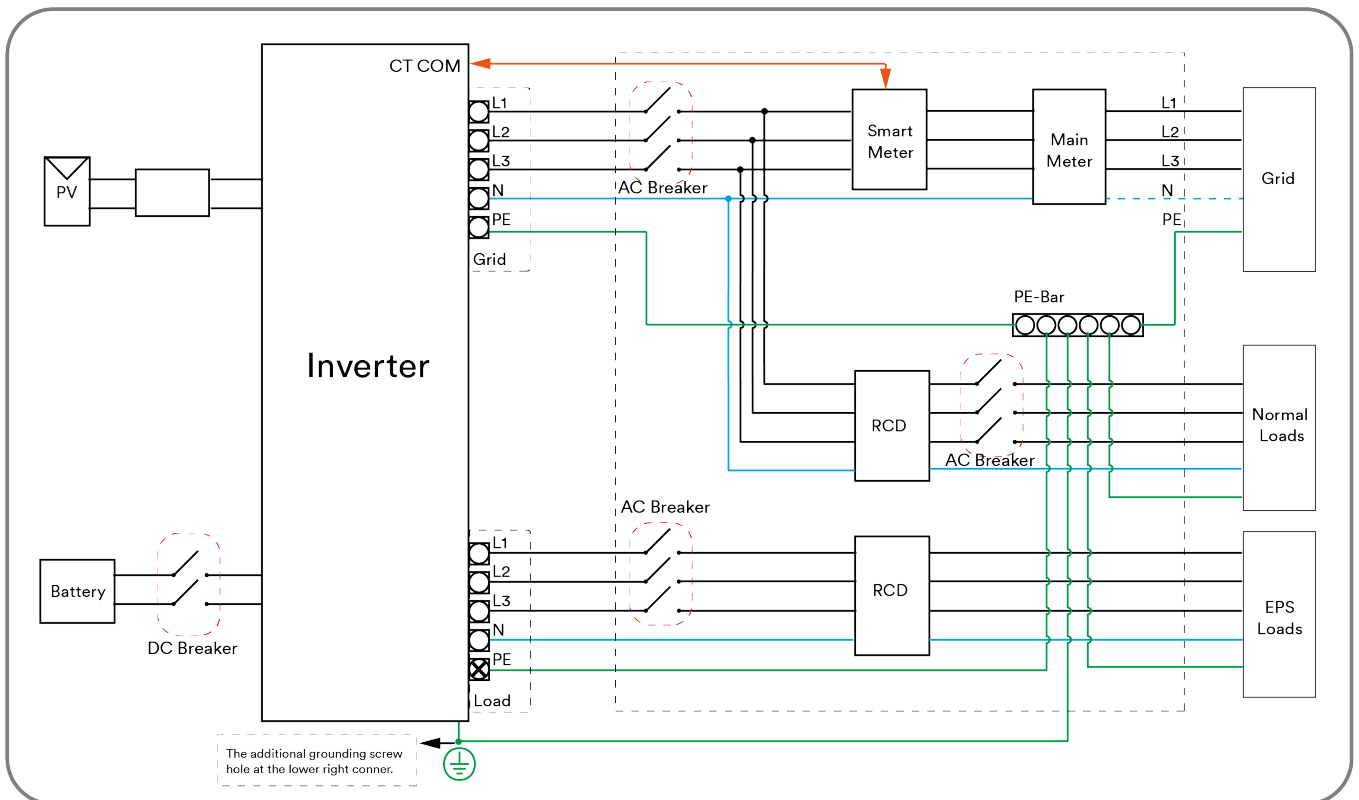 CT COM
L1
L2
L3
N
PE
Grid
AC Breaker
Smart
Meter
Main
Meter
L1
L2
L3
N
PE
Grid
PV
PE-Bar
Inverter
RCD
AC Breaker
Normal
Loads
AC Breaker
L1
L2
L3
N
PE
Load
RCD
EPS
Loads
Battery
DC Breaker
The additional grounding screw
hole at the lower right conner.